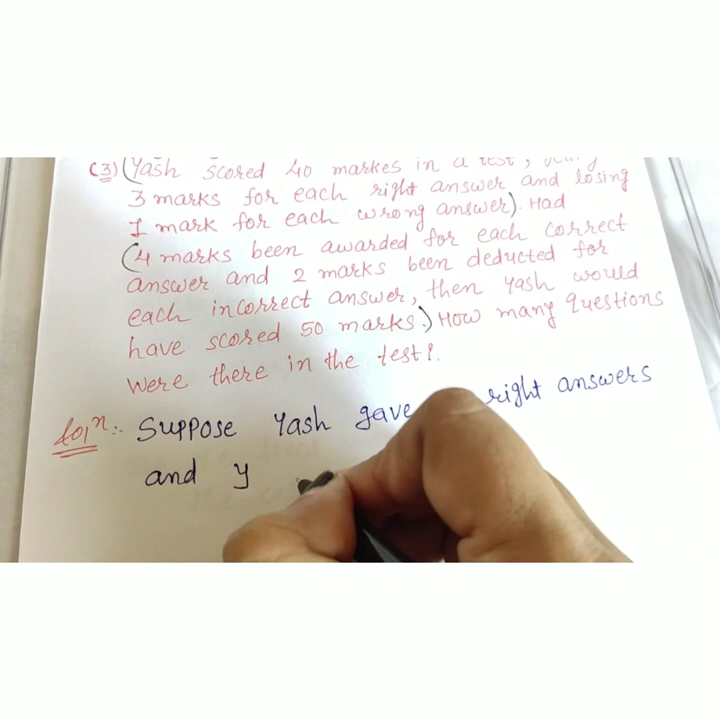 (3) (Yash scored 40 markes in a test,
3 marks for each right answer and losing
1 mark for each wrong answer). Had
(4 marks been awarded for each correct
answer and 2 marks been deducted for
each incorrect answer, then Yash would
have scored 50 marks.) How many questions
were there in the test?
Solⁿ:- Suppose Yash gave right answers
and y